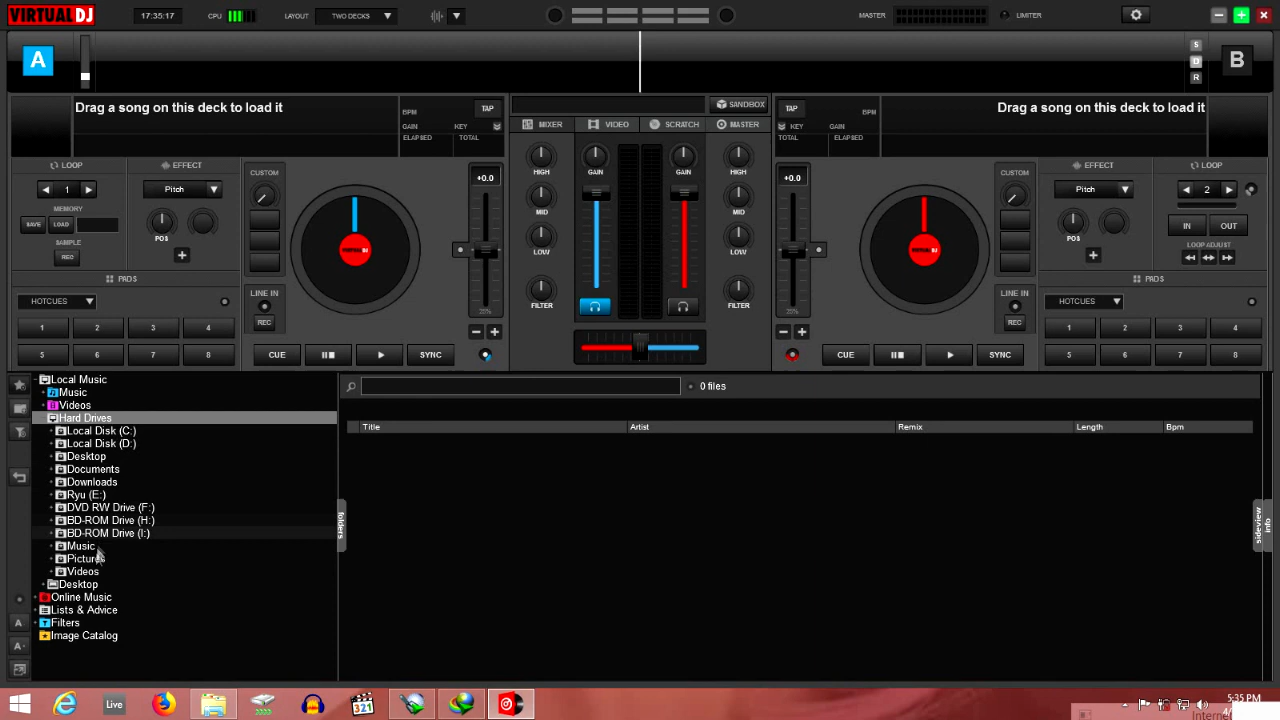 VIRTUALDJ 17:35:17 CPU LAYOUT TWO DECKS MASTER LIMITER
A S D R B
Drag a song on this deck to load it BPM TAP SANDBOX TAP BPM Drag a song on this deck to load it
GAIN KEY MIXER VIDEO SCRATCH MASTER KEY GAIN
ELAPSED TOTAL TOTAL ELAPSED
LOOP EFFECT CUSTOM +0.0 HIGH GAIN GAIN HIGH +0.0 CUSTOM EFFECT LOOP
1 Pitch Pitch 2
MEMORY MID MID
SAVE LOAD POS POS IN OUT
SAMPLE LOW LOW LOOP ADJUST
REC
PADS LINE IN FILTER FILTER LINE IN PADS
HOTCUES REC 20% 20% REC HOTCUES
1 2 3 4 1 2 3 4
5 6 7 8 CUE SYNC CUE SYNC 5 6 7 8
Local Music 0 files
Music
Videos
Hard Drives
Title Artist Remix Length Bpm
Local Disk (C:)
Local Disk (D:)
Desktop
Documents
Downloads
Ryu (E:)
DVD RW Drive (F:)
BD-ROM Drive (H:)
BD-ROM Drive (I:)
Music
Pictures
Videos
Desktop
Online Music
Lists & Advice
Filters
Image Catalog
folders
sideview
info
A
A
Live 321 5:35 PM
4/
Internet